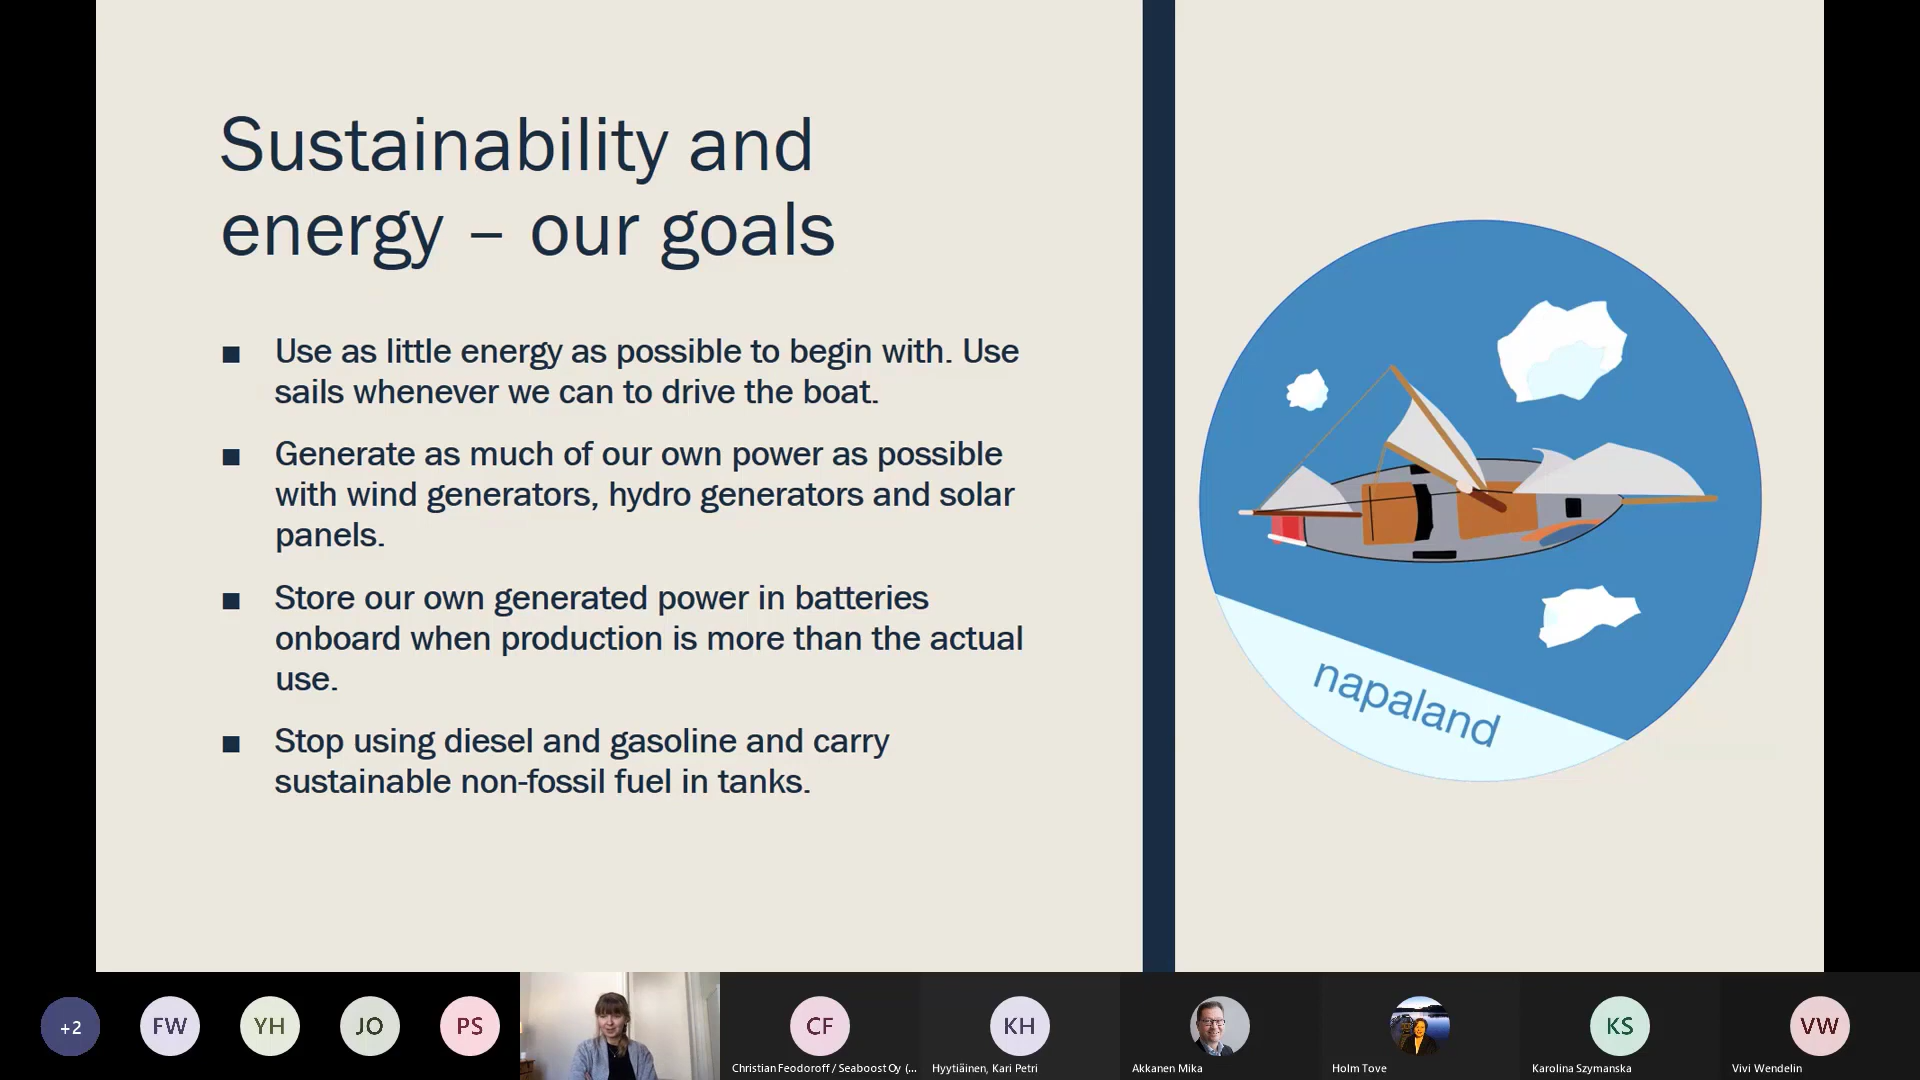 Sustainability and
energy – our goals
■ Use as little energy as possible to begin with. Use
sails whenever we can to drive the boat.
■ Generate as much of our own power as possible
with wind generators, hydro generators and solar
panels.
■ Store our own generated power in batteries
onboard when production is more than the actual
use.
■ Stop using diesel and gasoline and carry
sustainable non-fossil fuel in tanks.
napaland
+2
FW
YH
JO
PS
CF
KH
KS
VW
Christian Feodoroff / Seaboost Oy (...
Hyytiäinen, Kari Petri
Akkanen Mika
Holm Tove
Karolina Szymanska
Vivi Wendelin